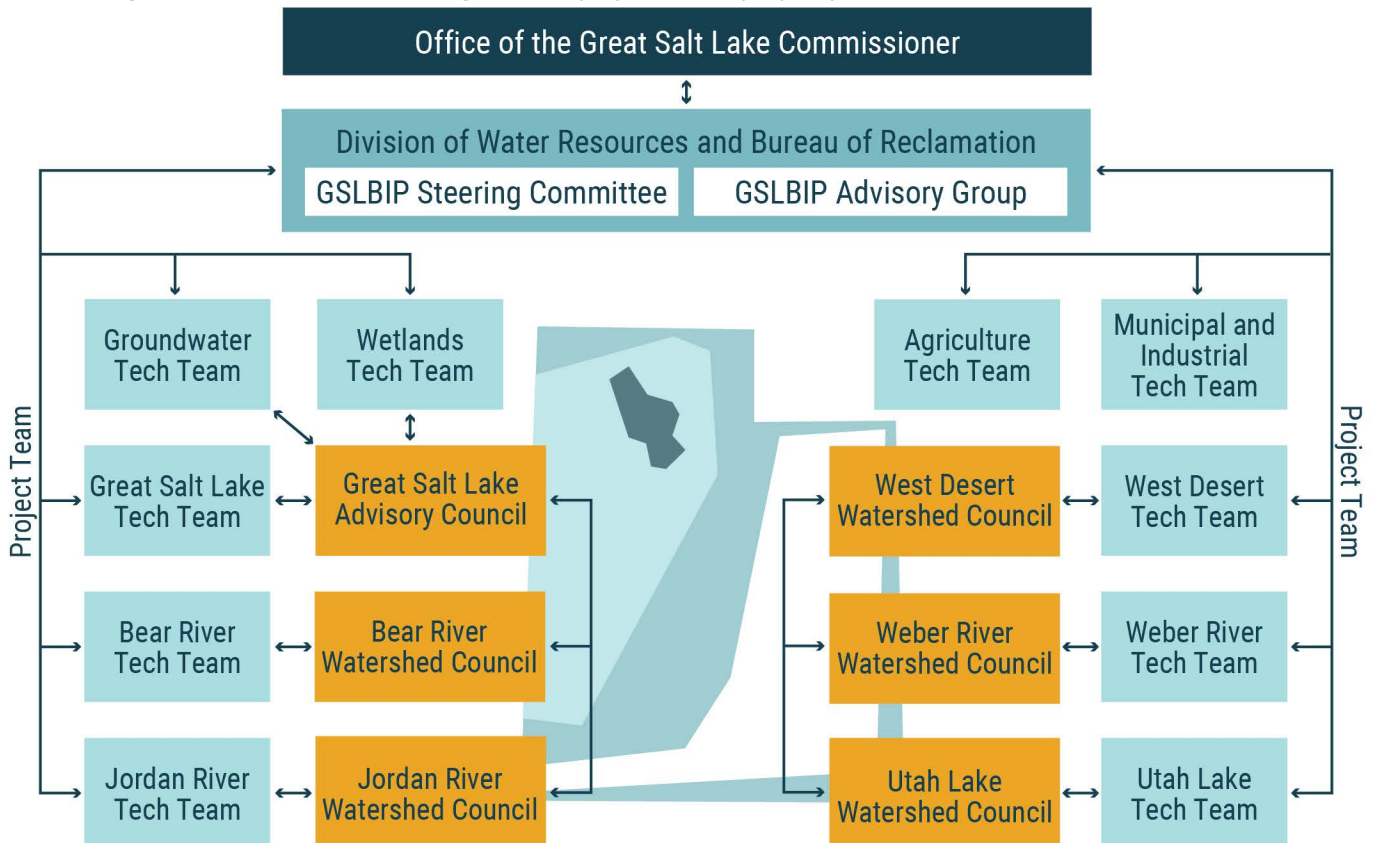 Office of the Great Salt Lake Commissioner
Division of Water Resources and Bureau of Reclamation
GSLBIP Steering Committee
GSLBIP Advisory Group
Project Team
Groundwater
Tech Team
Wetlands
Tech Team
Agriculture
Tech Team
Municipal and
Industrial
Tech Team
Project Team
Great Salt Lake
Tech Team
Great Salt Lake
Advisory Council
West Desert
Watershed Council
West Desert
Tech Team
Bear River
Tech Team
Bear River
Watershed Council
Weber River
Watershed Council
Weber River
Tech Team
Jordan River
Tech Team
Jordan River
Watershed Council
Utah Lake
Watershed Council
Utah Lake
Tech Team